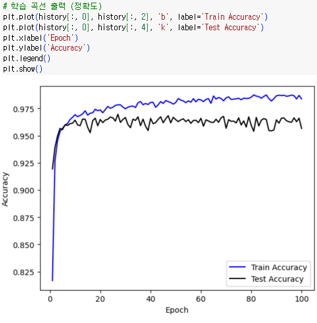 # 학습 곡선 출력 (정확도)
plt.plot(history[:, 0], history[:, 2], 'b', label='Train Accuracy')
plt.plot(history[:, 0], history[:, 4], 'k', label='Test Accuracy')
plt.xlabel('Epoch')
plt.ylabel('Accuracy')
plt.legend()
plt.show()
0.975
0.950
0.925
0.900
0.875
0.850
0.825
Accuracy
Train Accuracy
Test Accuracy
0 20 40 60 80 100
Epoch